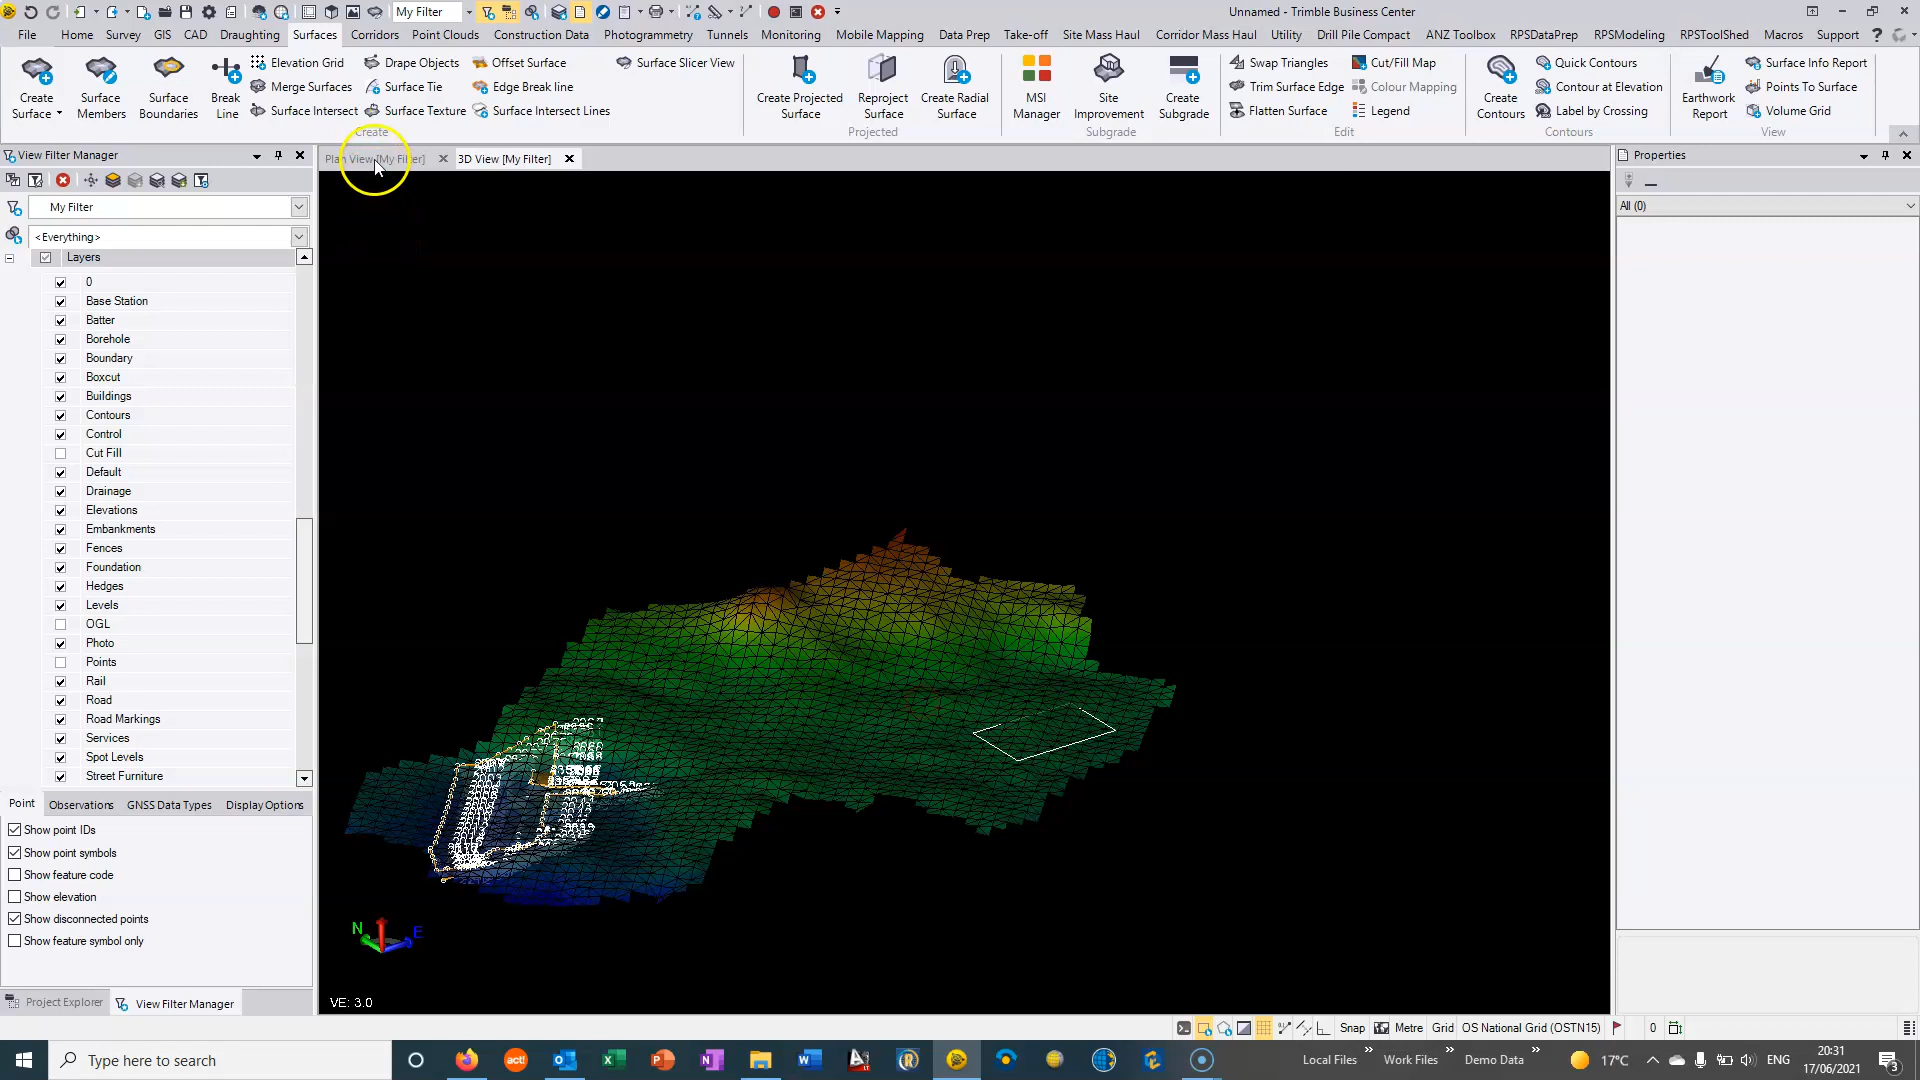 My Filter
Unnamed - Trimble Business Center
File Home Survey GIS CAD Draughting Surfaces Corridors Point Clouds Construction Data Photogrammetry Tunnels Monitoring Mobile Mapping Data Prep Take-off Site Mass Haul Corridor Mass Haul Utility Drill Pile Compact ANZ Toolbox RPSDataPrep RPSModeling RPSToolShed Macros Support
Create Surface
Surface Members
Surface Boundaries
Break Line
Elevation Grid
Merge Surfaces
Surface Intersect
Drape Objects
Surface Tie
Surface Texture
Offset Surface
Edge Break line
Surface Intersect Lines
Surface Slicer View
Create
Create Projected Surface
Reproject Surface
Create Radial Surface
Projected
MSI Manager
Site Improvement
Create Subgrade
Subgrade
Swap Triangles
Trim Surface Edge
Flatten Surface
Cut/Fill Map
Colour Mapping
Legend
Edit
Create Contours
Quick Contours
Contour at Elevation
Label by Crossing
Contours
Earthwork Report
Surface Info Report
Points To Surface
Volume Grid
View
View Filter Manager
My Filter
<Everything>
Layers
0
Base Station
Batter
Borehole
Boundary
Boxcut
Buildings
Contours
Control
Cut Fill
Default
Drainage
Elevations
Embankments
Fences
Foundation
Hedges
Levels
OGL
Photo
Points
Rail
Road
Road Markings
Services
Spot Levels
Street Furniture
Point Observations GNSS Data Types Display Options
Show point IDs
Show point symbols
Show feature code
Show elevation
Show disconnected points
Show feature symbol only
Project Explorer View Filter Manager
Plan View [My Filter]
3D View [My Filter]
N
E
VE: 3.0
Properties
All (0)
Snap Metre Grid OS National Grid (OSTN15) 0
Type here to search
Local Files
Work Files
Demo Data
17°C
ENG
20:31
17/06/2021
3